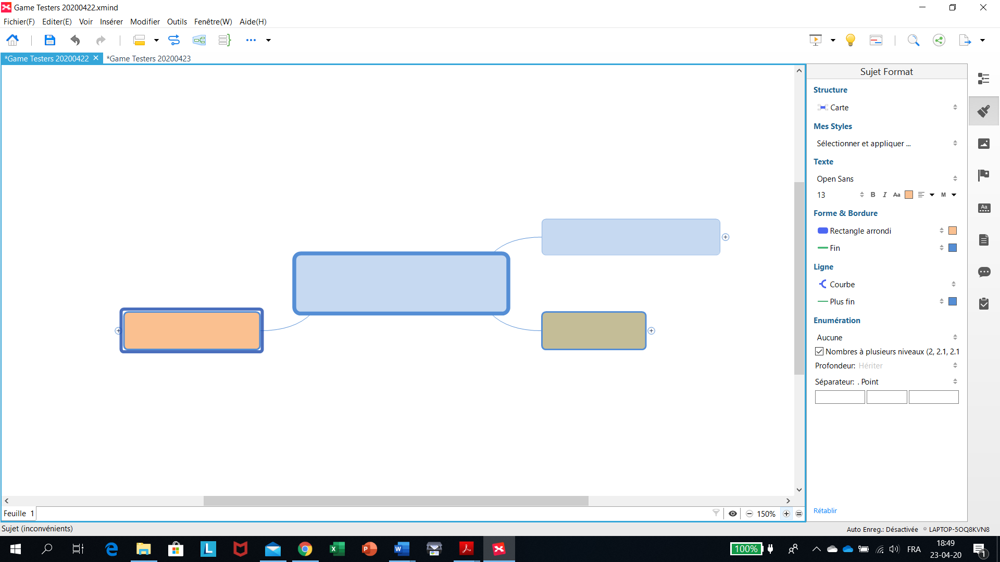 Game Testers 20200422.xmind
Fichier(F) Editer(E) Voir Insérer Modifier Outils Fenêtre(W) Aide(H)
*Game Testers 20200422 *Game Testers 20200423
Sujet Format
Structure
Carte
Mes Styles
Sélectionner et appliquer ...
Texte
Open Sans
13 B I Aa M
Forme & Bordure
Rectangle arrondi
Fin
Ligne
Courbe
Plus fin
Enumération
Aucune
Nombres à plusieurs niveaux (2, 2.1, 2.1
Profondeur: Hériter
Séparateur: . Point
Rétablir
Feuille 1
150%
Sujet (inconvénients)
Auto Enreg.: Désactivée LAPTOP-5OQ8KVN8
100%
FRA
18:49
23-04-20
1